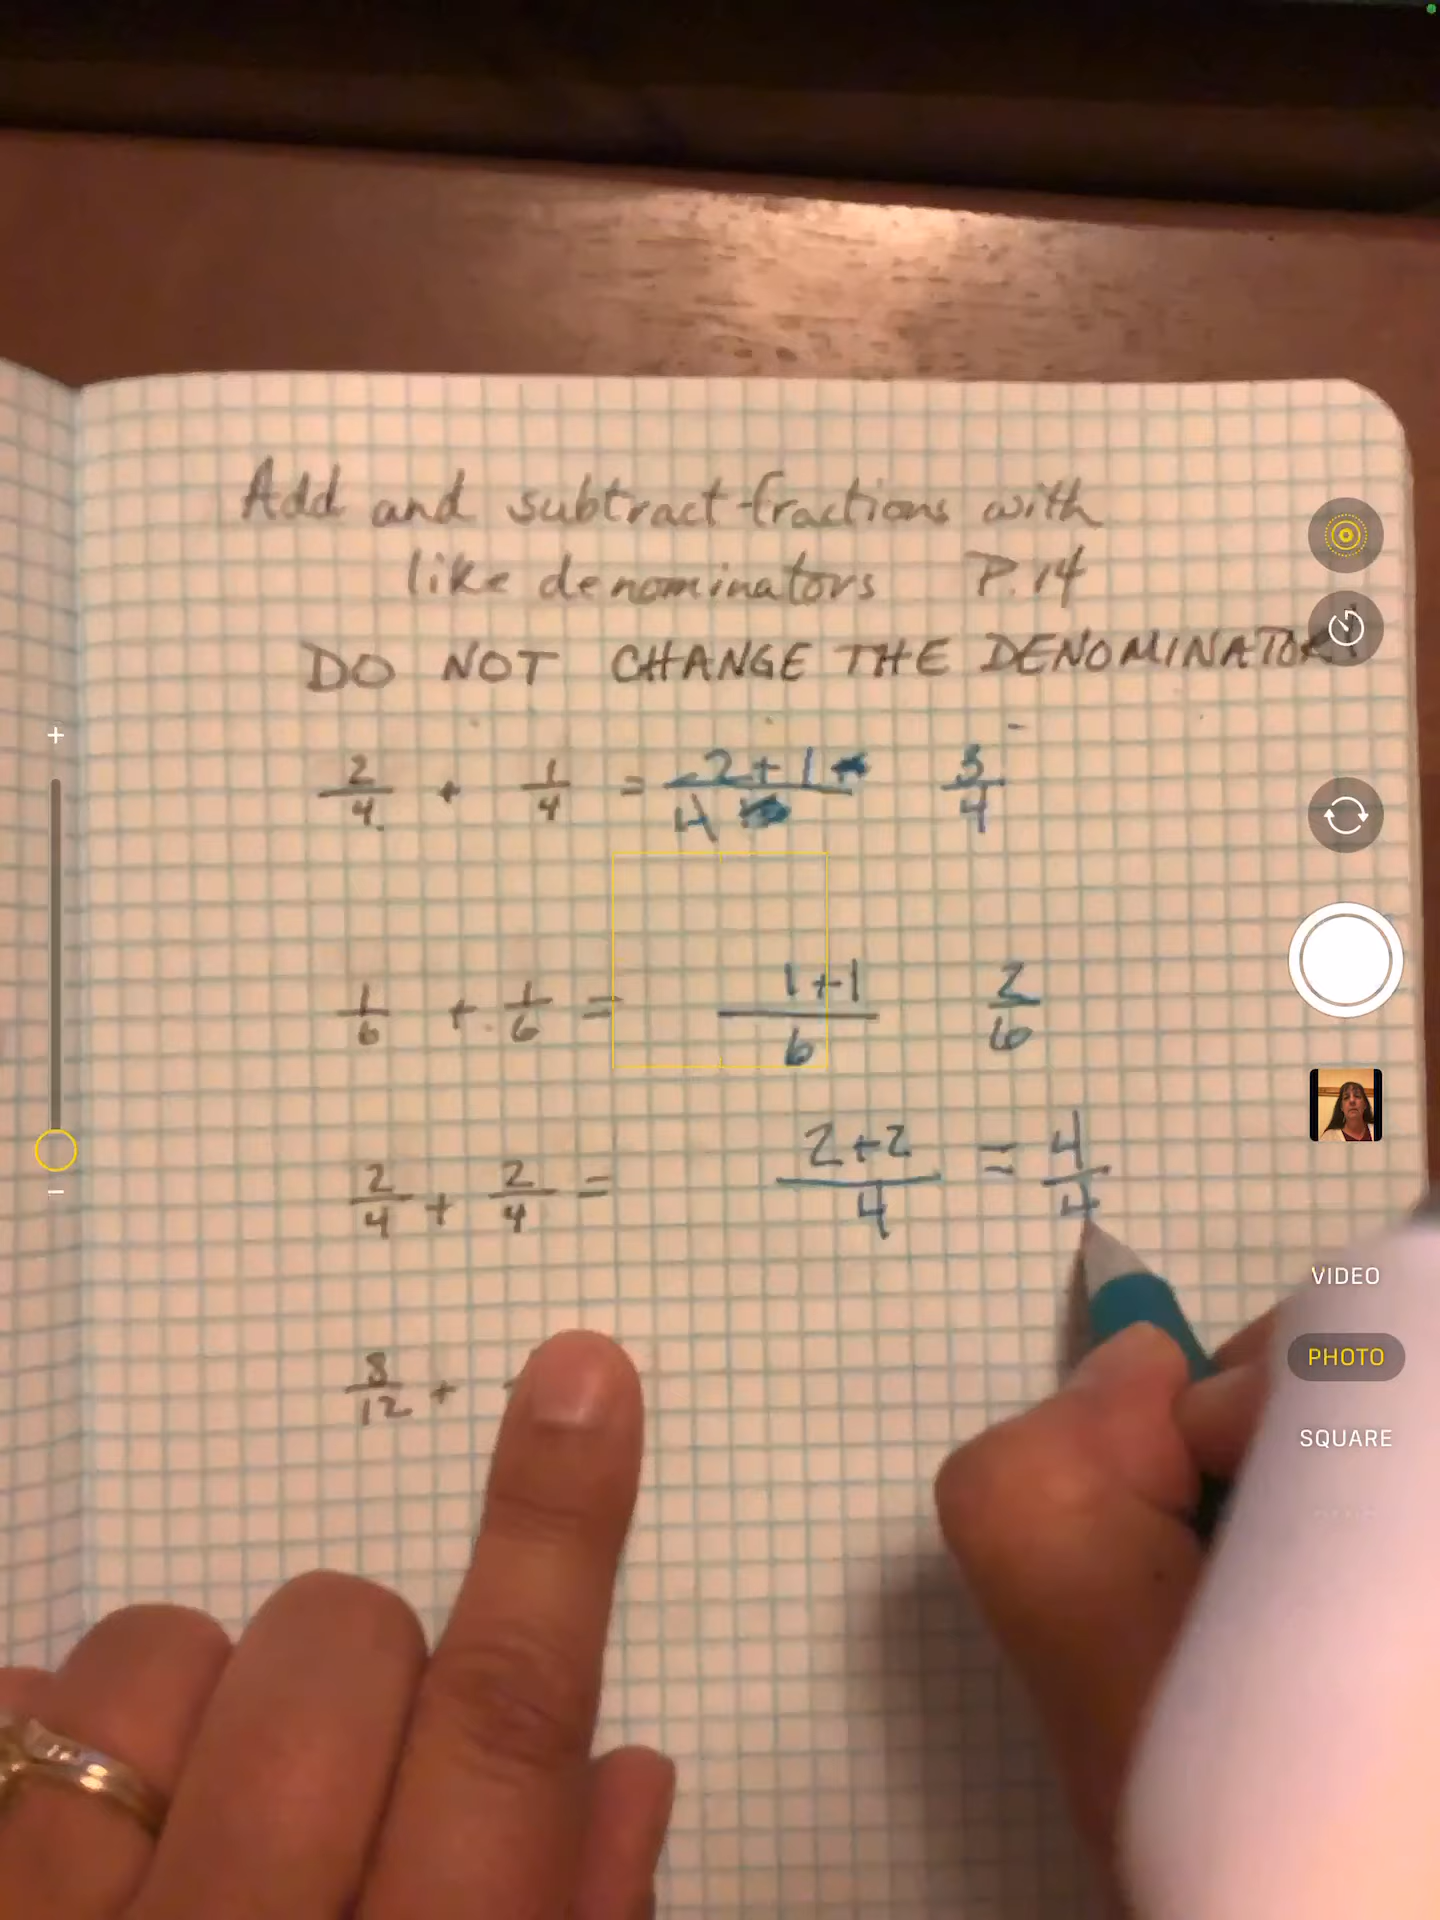 Add and subtract fractions with
like denominators P.14
DO NOT CHANGE THE DENOMINATOR!
2/4 + 1/4 = 2+1/4 3/4
1/6 + 1/6 = 1+1/6 2/6
2/4 + 2/4 = 2+2/4 = 4/4
8/12 +
VIDEO
PHOTO
SQUARE